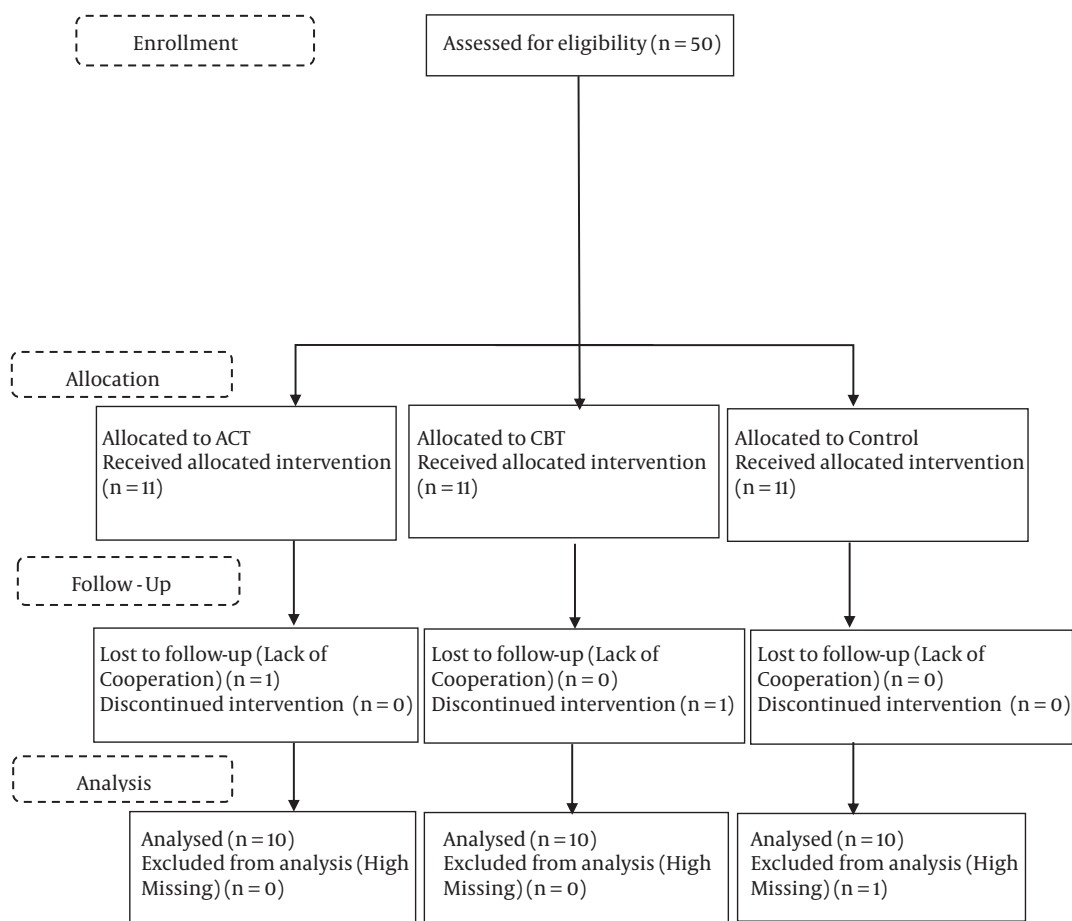 Enrollment
Assessed for eligibility (n = 50)
Allocation
Allocated to ACT
Received allocated intervention
(n = 11)
Allocated to CBT
Received allocated intervention
(n = 11)
Allocated to Control
Received allocated intervention
(n = 11)
Follow - Up
Lost to follow-up (Lack of
Cooperation) (n = 1)
Discontinued intervention (n = 0)
Lost to follow-up (Lack of
Cooperation) (n = 0)
Discontinued intervention (n = 1)
Lost to follow-up (Lack of
Cooperation) (n = 0)
Discontinued intervention (n = 0)
Analysis
Analysed (n = 10)
Excluded from analysis (High
Missing) (n = 0)
Analysed (n = 10)
Excluded from analysis (High
Missing) (n = 0)
Analysed (n = 10)
Excluded from analysis (High
Missing) (n = 1)